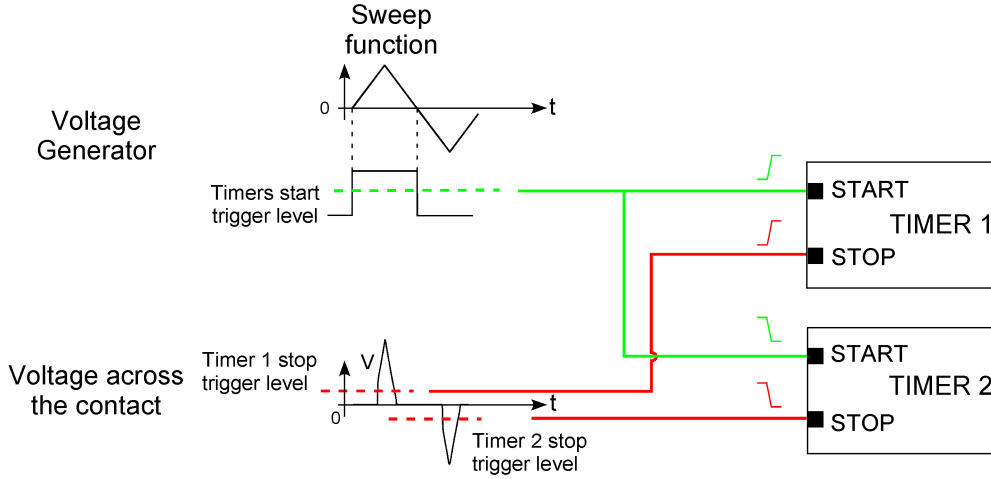 Sweep
function
0
t
Voltage
Generator
Timers start
trigger level
START
TIMER 1
STOP
START
TIMER 2
STOP
Voltage across
the contact
Timer 1 stop
trigger level
V
0
t
Timer 2 stop
trigger level